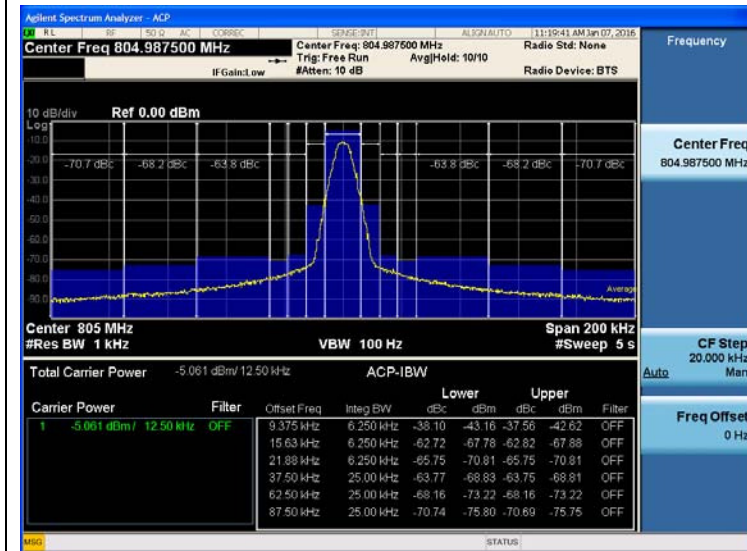 Agilent Spectrum Analyzer - ACP
RL RF 50 Ω AC CORREC SENSE:INT ALIGN AUTO 11:19:41 AM Jan 07, 2016
Center Freq 804.987500 MHz Center Freq: 804.987500 MHz Radio Std: None Frequency
Trig: Free Run Avg|Hold: 10/10
IFGain:Low #Atten: 10 dB Radio Device: BTS
10 dB/div Ref 0.00 dBm
Log
-10.0
-20.0 -70.7 dBc -68.2 dBc -63.8 dBc -63.8 dBc -68.2 dBc -70.7 dBc
-30.0
-40.0
-50.0
-60.0
-70.0
-80.0
-90.0 Average
Center Freq
804.987500 MHz
Center 805 MHz Span 200 kHz
#Res BW 1 kHz VBW 100 Hz #Sweep 5 s
CF Step
20.000 kHz
Auto Man
Total Carrier Power -5.061 dBm/ 12.50 kHz ACP-IBW
Lower Upper
Carrier Power Filter Offset Freq Integ BW dBc dBm dBc dBm Filter
1 -5.061 dBm / 12.50 kHz OFF 9.375 kHz 6.250 kHz -38.10 -43.16 -37.56 -42.62 OFF
15.63 kHz 6.250 kHz -62.72 -67.78 -62.82 -67.88 OFF
21.88 kHz 6.250 kHz -65.75 -70.81 -65.75 -70.81 OFF
37.50 kHz 25.00 kHz -63.77 -68.83 -63.75 -68.81 OFF
62.50 kHz 25.00 kHz -68.16 -73.22 -68.16 -73.22 OFF
87.50 kHz 25.00 kHz -70.74 -75.80 -70.69 -75.75 OFF
Freq Offset
0 Hz
MSG STATUS